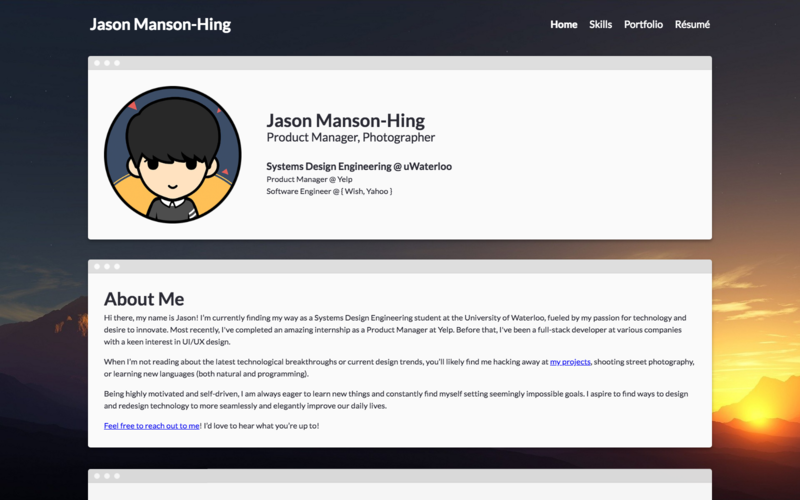 Jason Manson-Hing
Home Skills Portfolio Résumé
Jason Manson-Hing
Product Manager, Photographer
Systems Design Engineering @ uWaterloo
Product Manager @ Yelp
Software Engineer @ { Wish, Yahoo }
About Me
Hi there, my name is Jason! I’m currently finding my way as a Systems Design Engineering student at the University of Waterloo, fueled by my passion for technology and
desire to innovate. Most recently, I've completed an amazing internship as a Product Manager at Yelp. Before that, I've been a full-stack developer at various companies
with a keen interest in UI/UX design.
When I’m not reading about the latest technological breakthroughs or current design trends, you’ll likely find me hacking away at my projects, shooting street photography,
or learning new languages (both natural and programming).
Being highly motivated and self-driven, I am always eager to learn new things and constantly find myself setting seemingly impossible goals. I aspire to find ways to design
and redesign technology to more seamlessly and elegantly improve our daily lives.
Feel free to reach out to me! I’d love to hear what you’re up to!